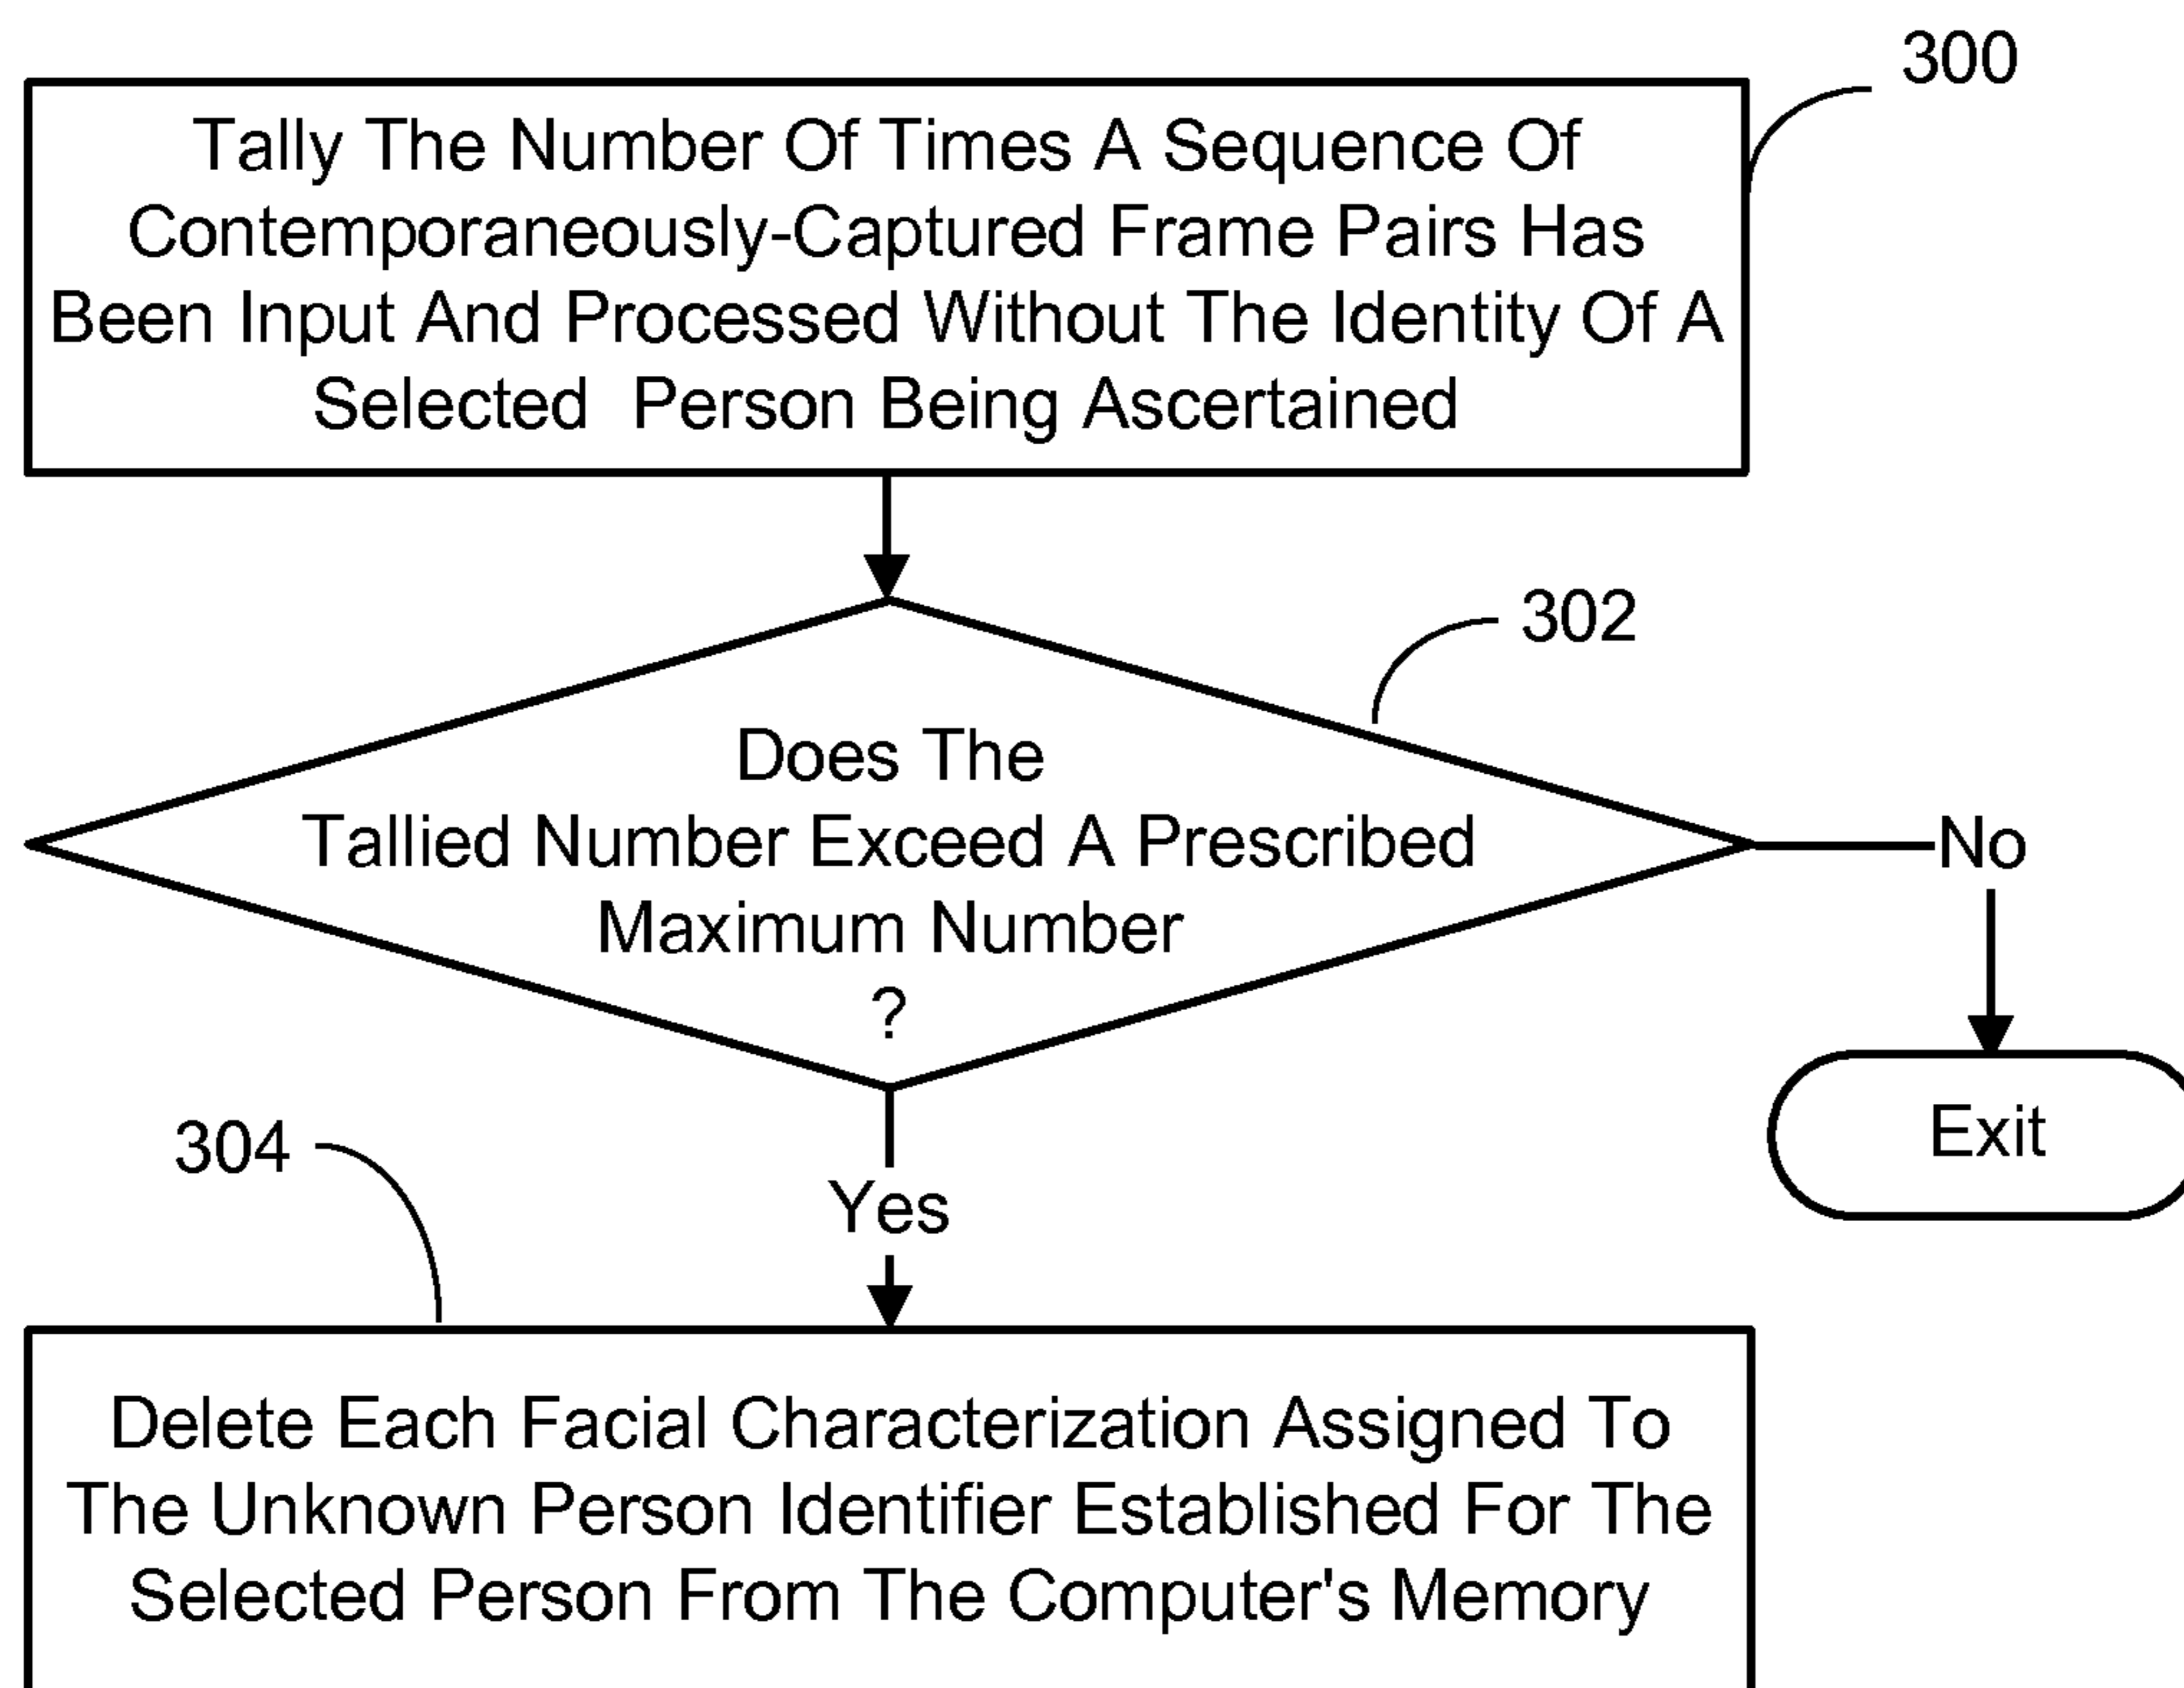 300
Tally The Number Of Times A Sequence Of
Contemporaneously-Captured Frame Pairs Has
Been Input And Processed Without The Identity Of A
Selected Person Being Ascertained
302
Does The
Tallied Number Exceed A Prescribed
Maximum Number
?
No
Exit
304
Yes
Delete Each Facial Characterization Assigned To
The Unknown Person Identifier Established For The
Selected Person From The Computer's Memory